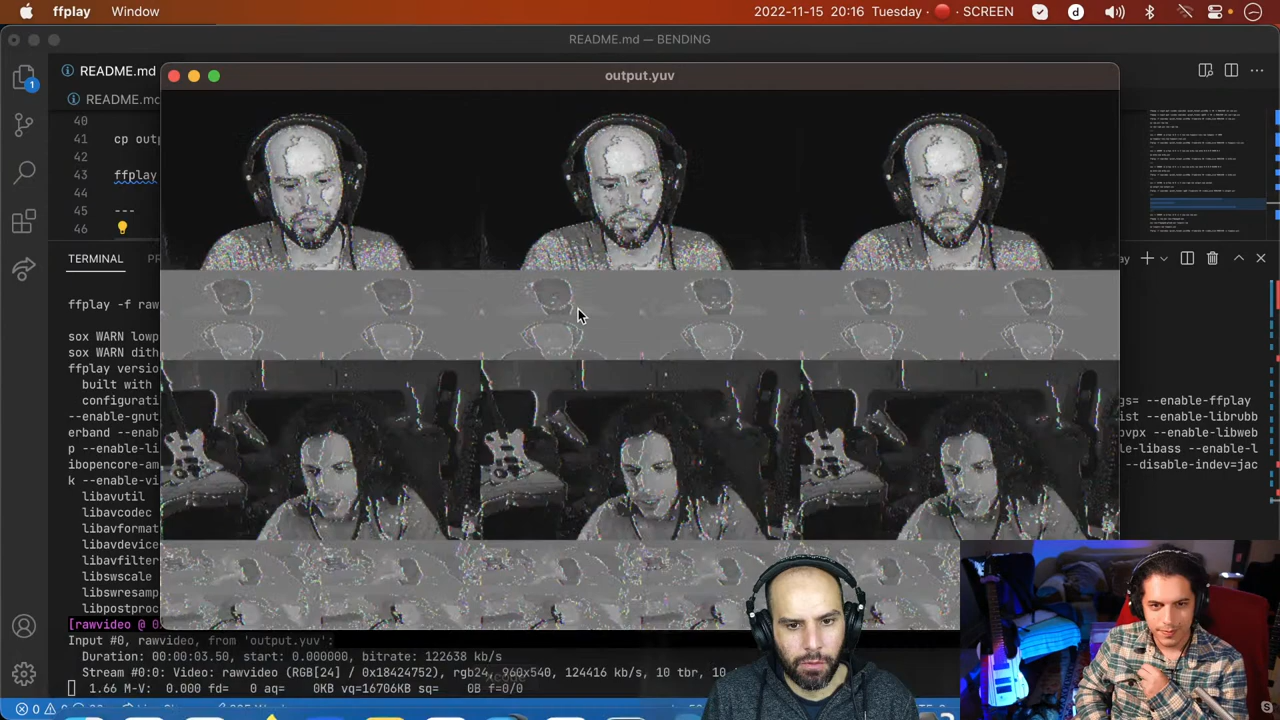 ffplay Window 2022-11-15 20:16 Tuesday SCREEN
README.md — BENDING
README.md
README.md
output.yuv
40
41 cp out
42
43 ffplay
44
45 ---
46
TERMINAL
ffplay -f raw
sox WARN lowp
sox WARN dith
ffplay versio
built with
configurati gs= --enable-ffplay
--enable-gnut ist --enable-librubb
erband --enab vpx --enable-libweb
p --enable-li le-libass --enable-l
ibopencore-am --disable-indev=jac
k --enable-vi
libavutil
libavcodec
libavformat
libavdevice
libavfilter
libswscale
libswresamp
libpostproc
[rawvideo @ 0
Input #0, rawvideo, from 'output.yuv':
Duration: 00:00:03.50, start: 0.000000, bitrate: 122638 kb/s
Stream #0:0: Video: rawvideo (RGB[24] / 0x18424752), rgb24, 960x540, 124416 kb/s, 10 tbr, 10
1.66 M-V: 0.000 fd= 0 aq= 0KB vq=16706KB sq= 0B f=0/0